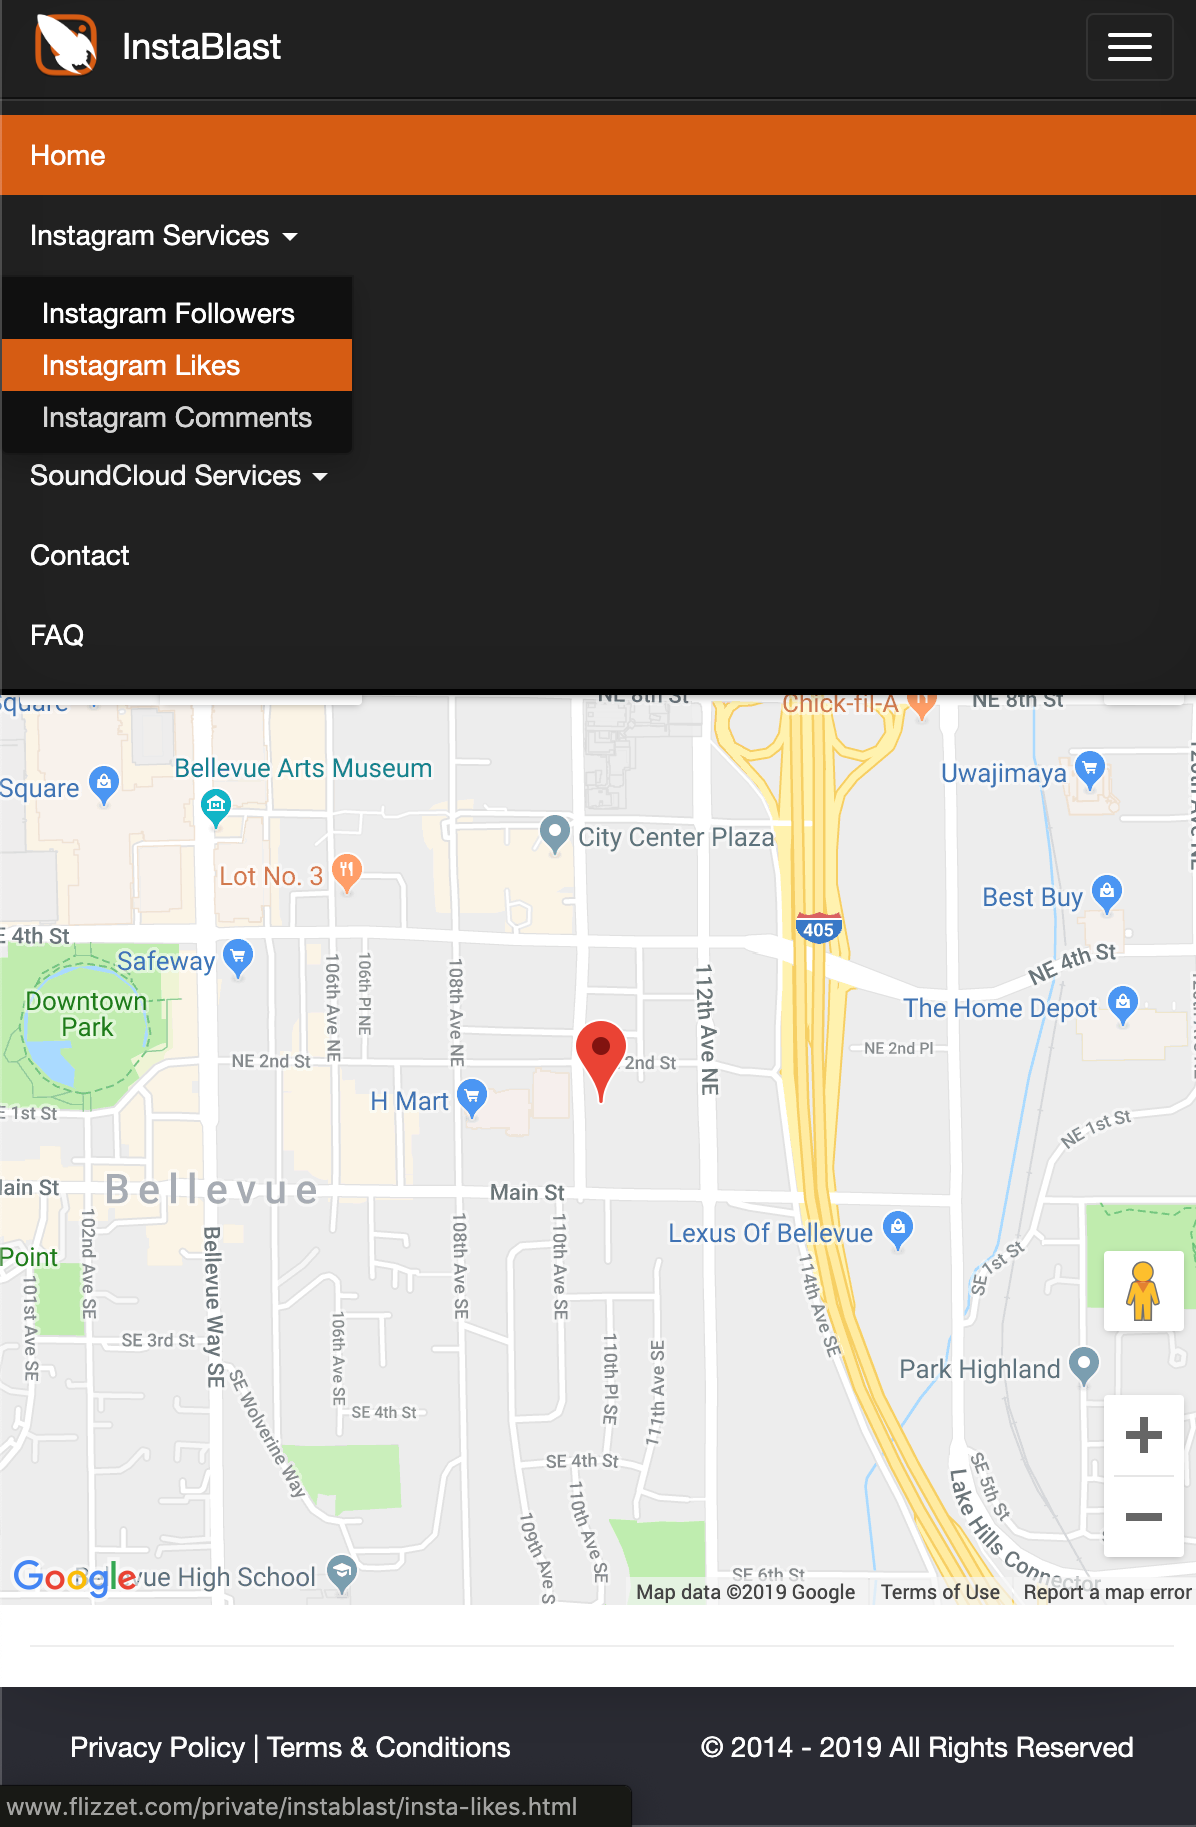 InstaBlast
Home
Instagram Services
Instagram Followers
Instagram Likes
Instagram Comments
SoundCloud Services
Contact
FAQ
Square
NE 8th St
Chick-fil-A
NE 8th St
Bellevue Arts Museum
Square
Uwajimaya
City Center Plaza
Lot No. 3
Best Buy
405
E 4th St
Safeway
NE 4th St
106th Ave NE
106th Pl NE
108th Ave NE
112th Ave NE
Downtown
Park
The Home Depot
NE 2nd St
2nd St
NE 2nd Pl
H Mart
E 1st St
NE 1st St
Bellevue
Main St
Main St
102nd Ave SE
Bellevue Way SE
108th Ave SE
110th Ave SE
Lexus Of Bellevue
Point
SE 1st St
114th Ave SE
101st Ave SE
SE 3rd St
106th Ave SE
110th Pl SE
111th Ave SE
Park Highland
SE Wolverine Way
SE 4th St
SE 4th St
SE 5th St
Lake Hills Connector
109th Ave S
110th Ave SE
Google
vue High School
SE 6th St
Map data ©2019 Google
Terms of Use
Report a map error
Privacy Policy | Terms & Conditions
© 2014 - 2019 All Rights Reserved
www.flizzet.com/private/instablast/insta-likes.html